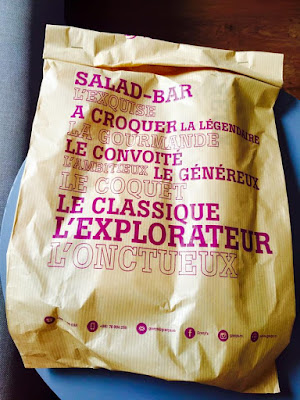 SALAD-BAR
L'EXQUISE
A CROQUER LA LÉGENDAIRE
LA GOURMANDE
LE CONVOITÉ
L'AMBITIEUX LE GÉNÉREUX
LE COQUET
LE CLASSIQUE
L'EXPLORATEUR
L'ONCTUEUX